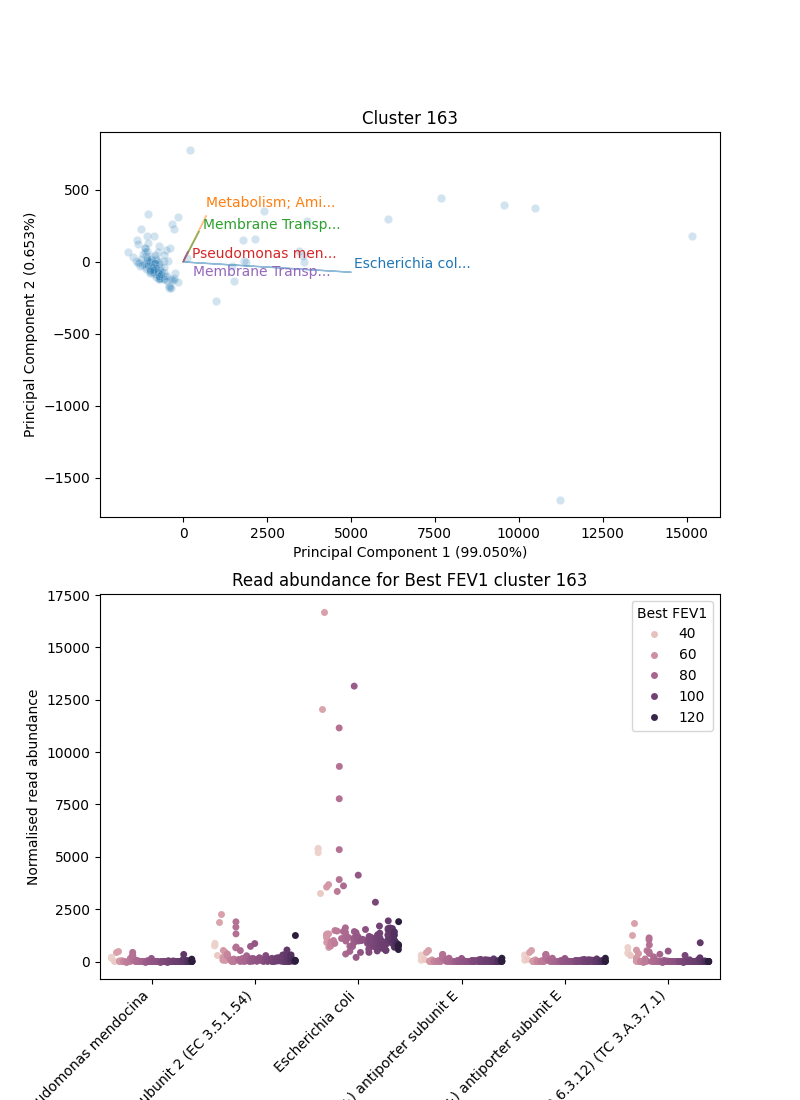 Cluster 163
Principal Component 2 (0.653%)
500
0
−500
−1000
−1500
Metabolism; Ami...
Membrane Transp...
Pseudomonas men...
Escherichia col...
Membrane Transp...
0
2500
5000
7500
10000
12500
15000
Principal Component 1 (99.050%)
Read abundance for Best FEV1 cluster 163
Normalised read abundance
17500
15000
12500
10000
7500
5000
2500
0
Best FEV1
40
60
80
100
120
udomonas mendocina
ubunit 2 (EC 3.5.1.54)
Escherichia coli
) antiporter subunit E
) antiporter subunit E
6.3.12) (TC 3.A.3.7.1)